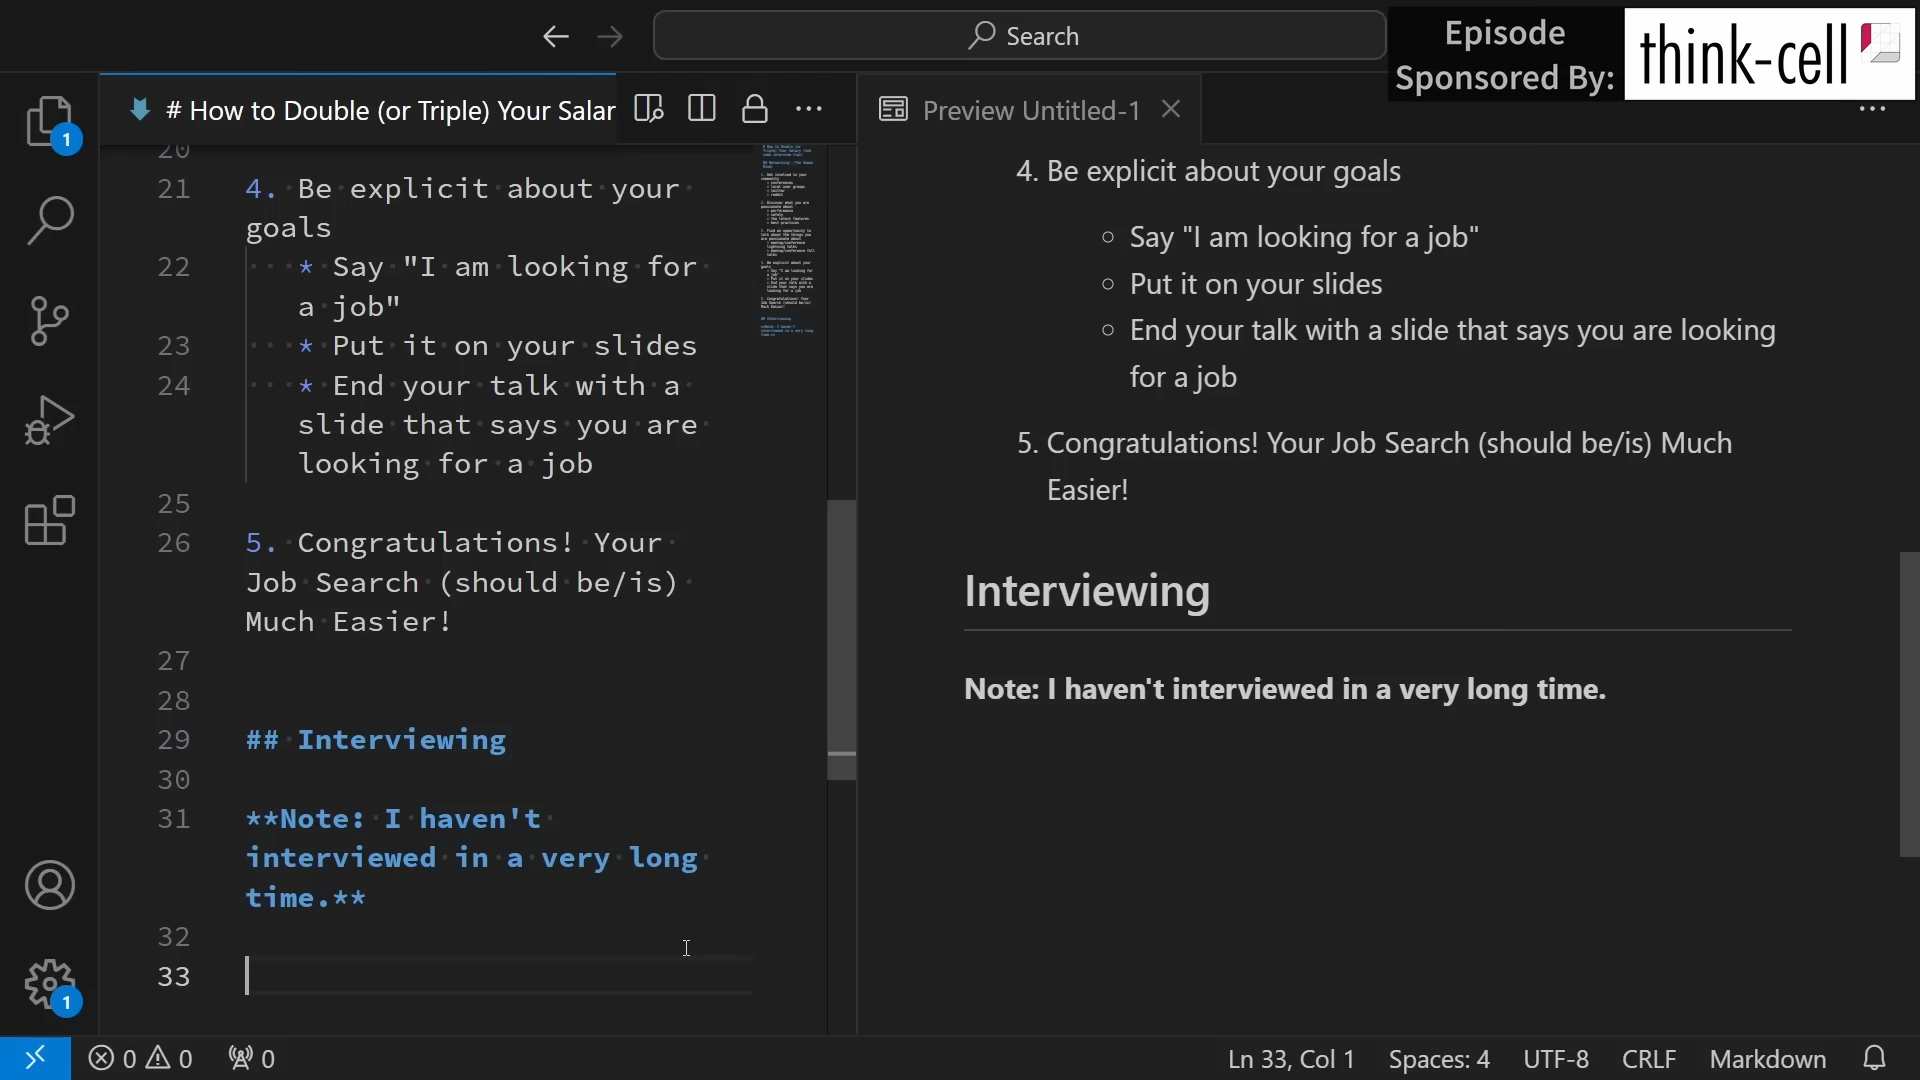 Search
Episode
Sponsored By:
think-cell
# How to Double (or Triple) Your Salar
Preview Untitled-1
20
21 4. Be explicit about your
goals
22 * Say "I am looking for
a job"
23 * Put it on your slides
24 * End your talk with a
slide that says you are
looking for a job
25
26 5. Congratulations! Your
Job Search (should be/is)
Much Easier!
27
28
29 ## Interviewing
30
31 **Note: I haven't
interviewed in a very long
time.**
32
33
4. Be explicit about your goals
Say "I am looking for a job"
Put it on your slides
End your talk with a slide that says you are looking
for a job
5. Congratulations! Your Job Search (should be/is) Much
Easier!
Interviewing
Note: I haven't interviewed in a very long time.
1
1
0 0 0
Ln 33, Col 1 Spaces: 4 UTF-8 CRLF Markdown